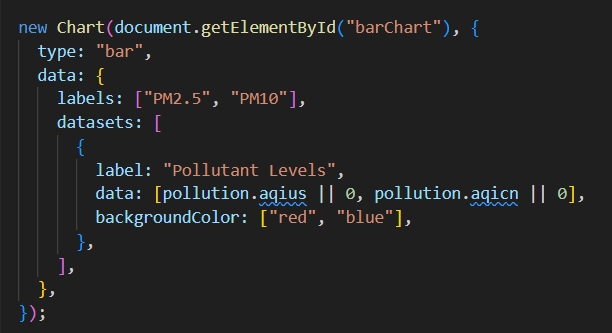 new Chart(document.getElementById("barChart"), {
  type: "bar",
  data: {
    labels: ["PM2.5", "PM10"],
    datasets: [
      {
        label: "Pollutant Levels",
        data: [pollution.aqius || 0, pollution.aqicn || 0],
        backgroundColor: ["red", "blue"],
      },
    ],
  },
});